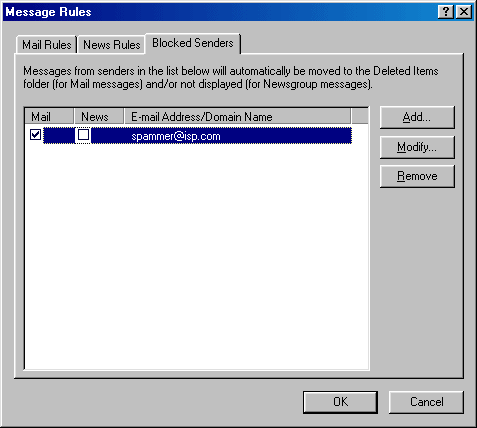 Message Rules
Mail Rules News Rules Blocked Senders
Messages from senders in the list below will automatically be moved to the Deleted Items
folder (for Mail messages) and/or not displayed (for Newsgroup messages).
Mail News E-mail Address/Domain Name
spammer@isp.com
Add...
Modify...
Remove
OK Cancel